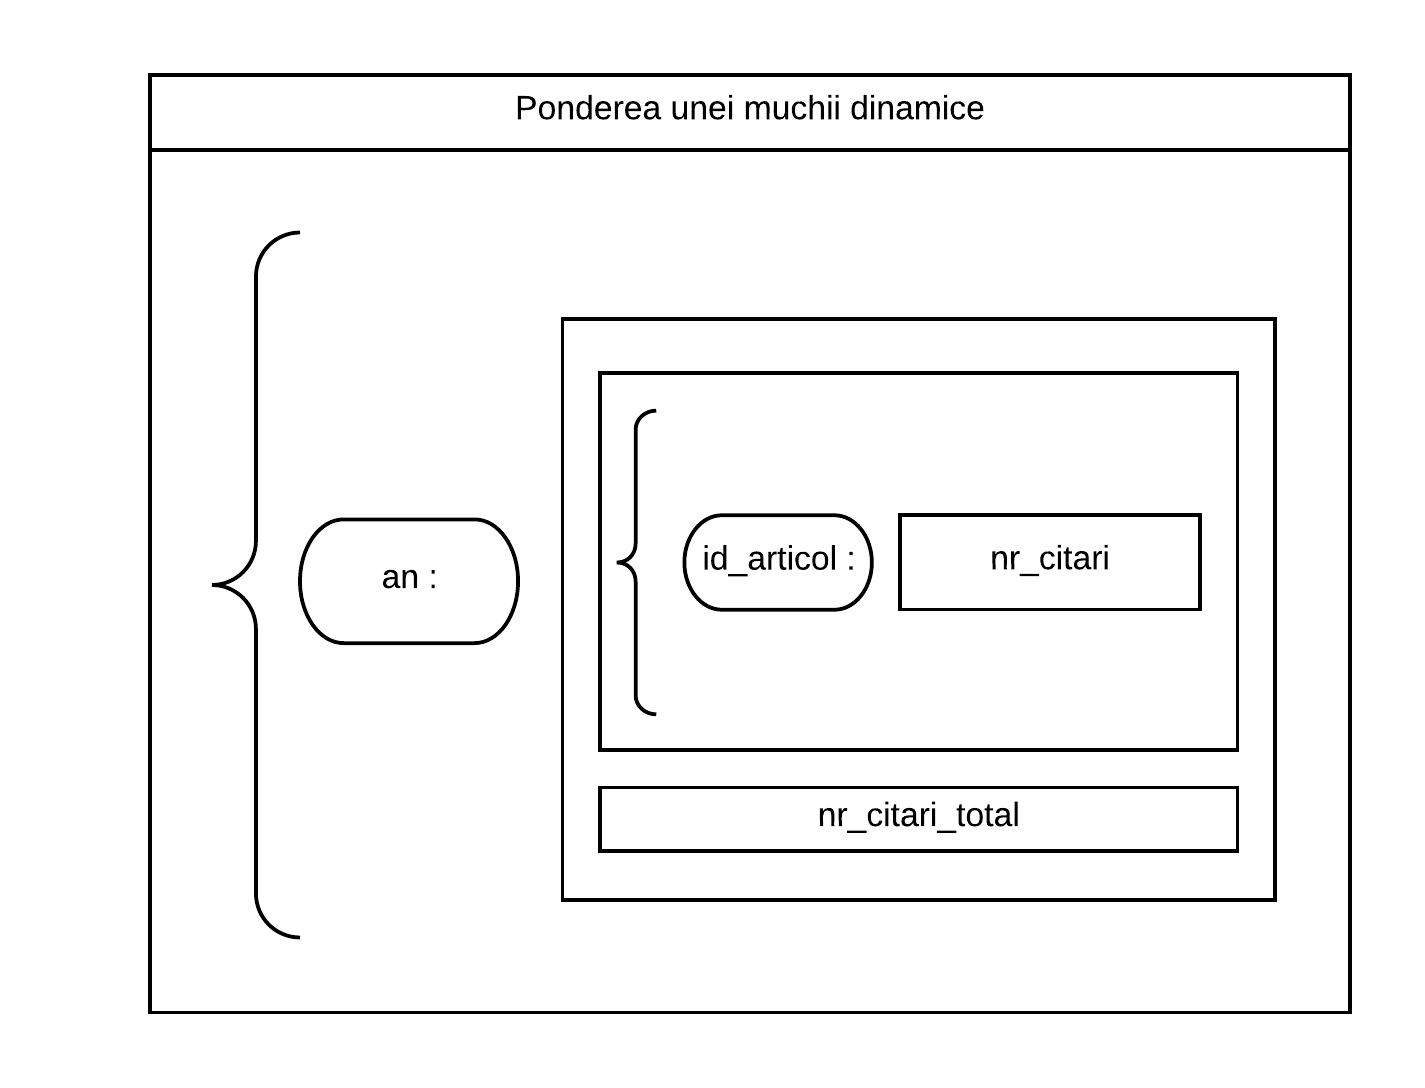 Ponderea unei muchii dinamice
an :
id_articol :
nr_citari
nr_citari_total